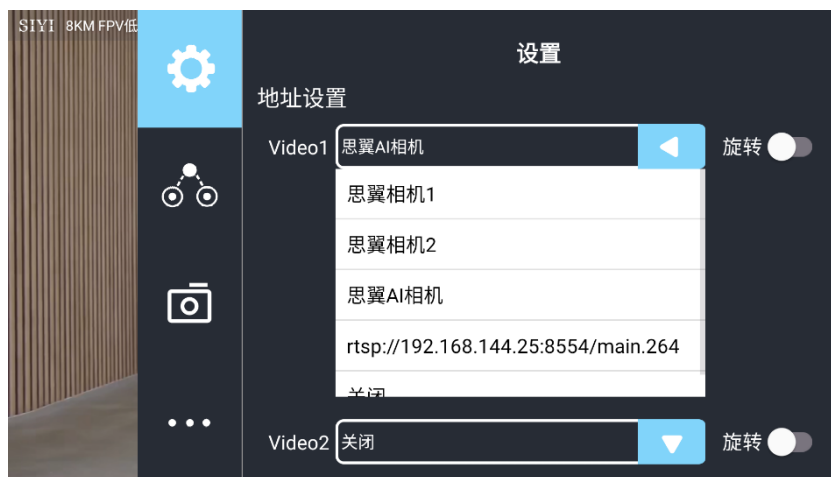 SIYI 8KM FPV低
设置
地址设置
Video1 思翼AI相机 旋转
思翼相机1
思翼相机2
思翼AI相机
rtsp://192.168.144.25:8554/main.264
关闭
Video2 关闭 旋转